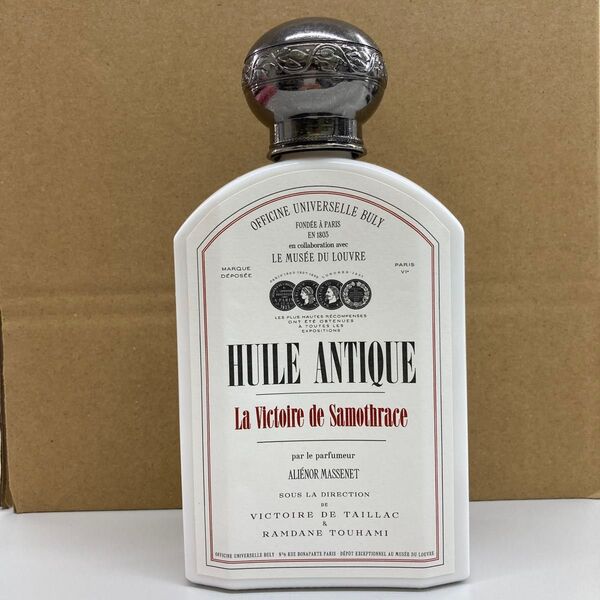 OFFICINE UNIVERSELLE BULY
FONDÉE À PARIS
EN 1803
en collaboration avec
LE MUSÉE DU LOUVRE
MARQUE
DÉPOSÉE
PARIS
VIe
LES PLUS HAUTES RÉCOMPENSES
ONT ÉTÉ OBTENUES
À TOUTES LES
EXPOSITIONS
HUILE ANTIQUE
La Victoire de Samothrace
par le parfumeur
ALIÉNOR MASSENET
SOUS LA DIRECTION
DE
VICTOIRE DE TAILLAC
&
RAMDANE TOUHAMI
OFFICINE UNIVERSELLE BULY · N°6 RUE BONAPARTE PARIS · DÉPÔT EXCEPTIONNEL AU MUSÉE DU LOUVRE